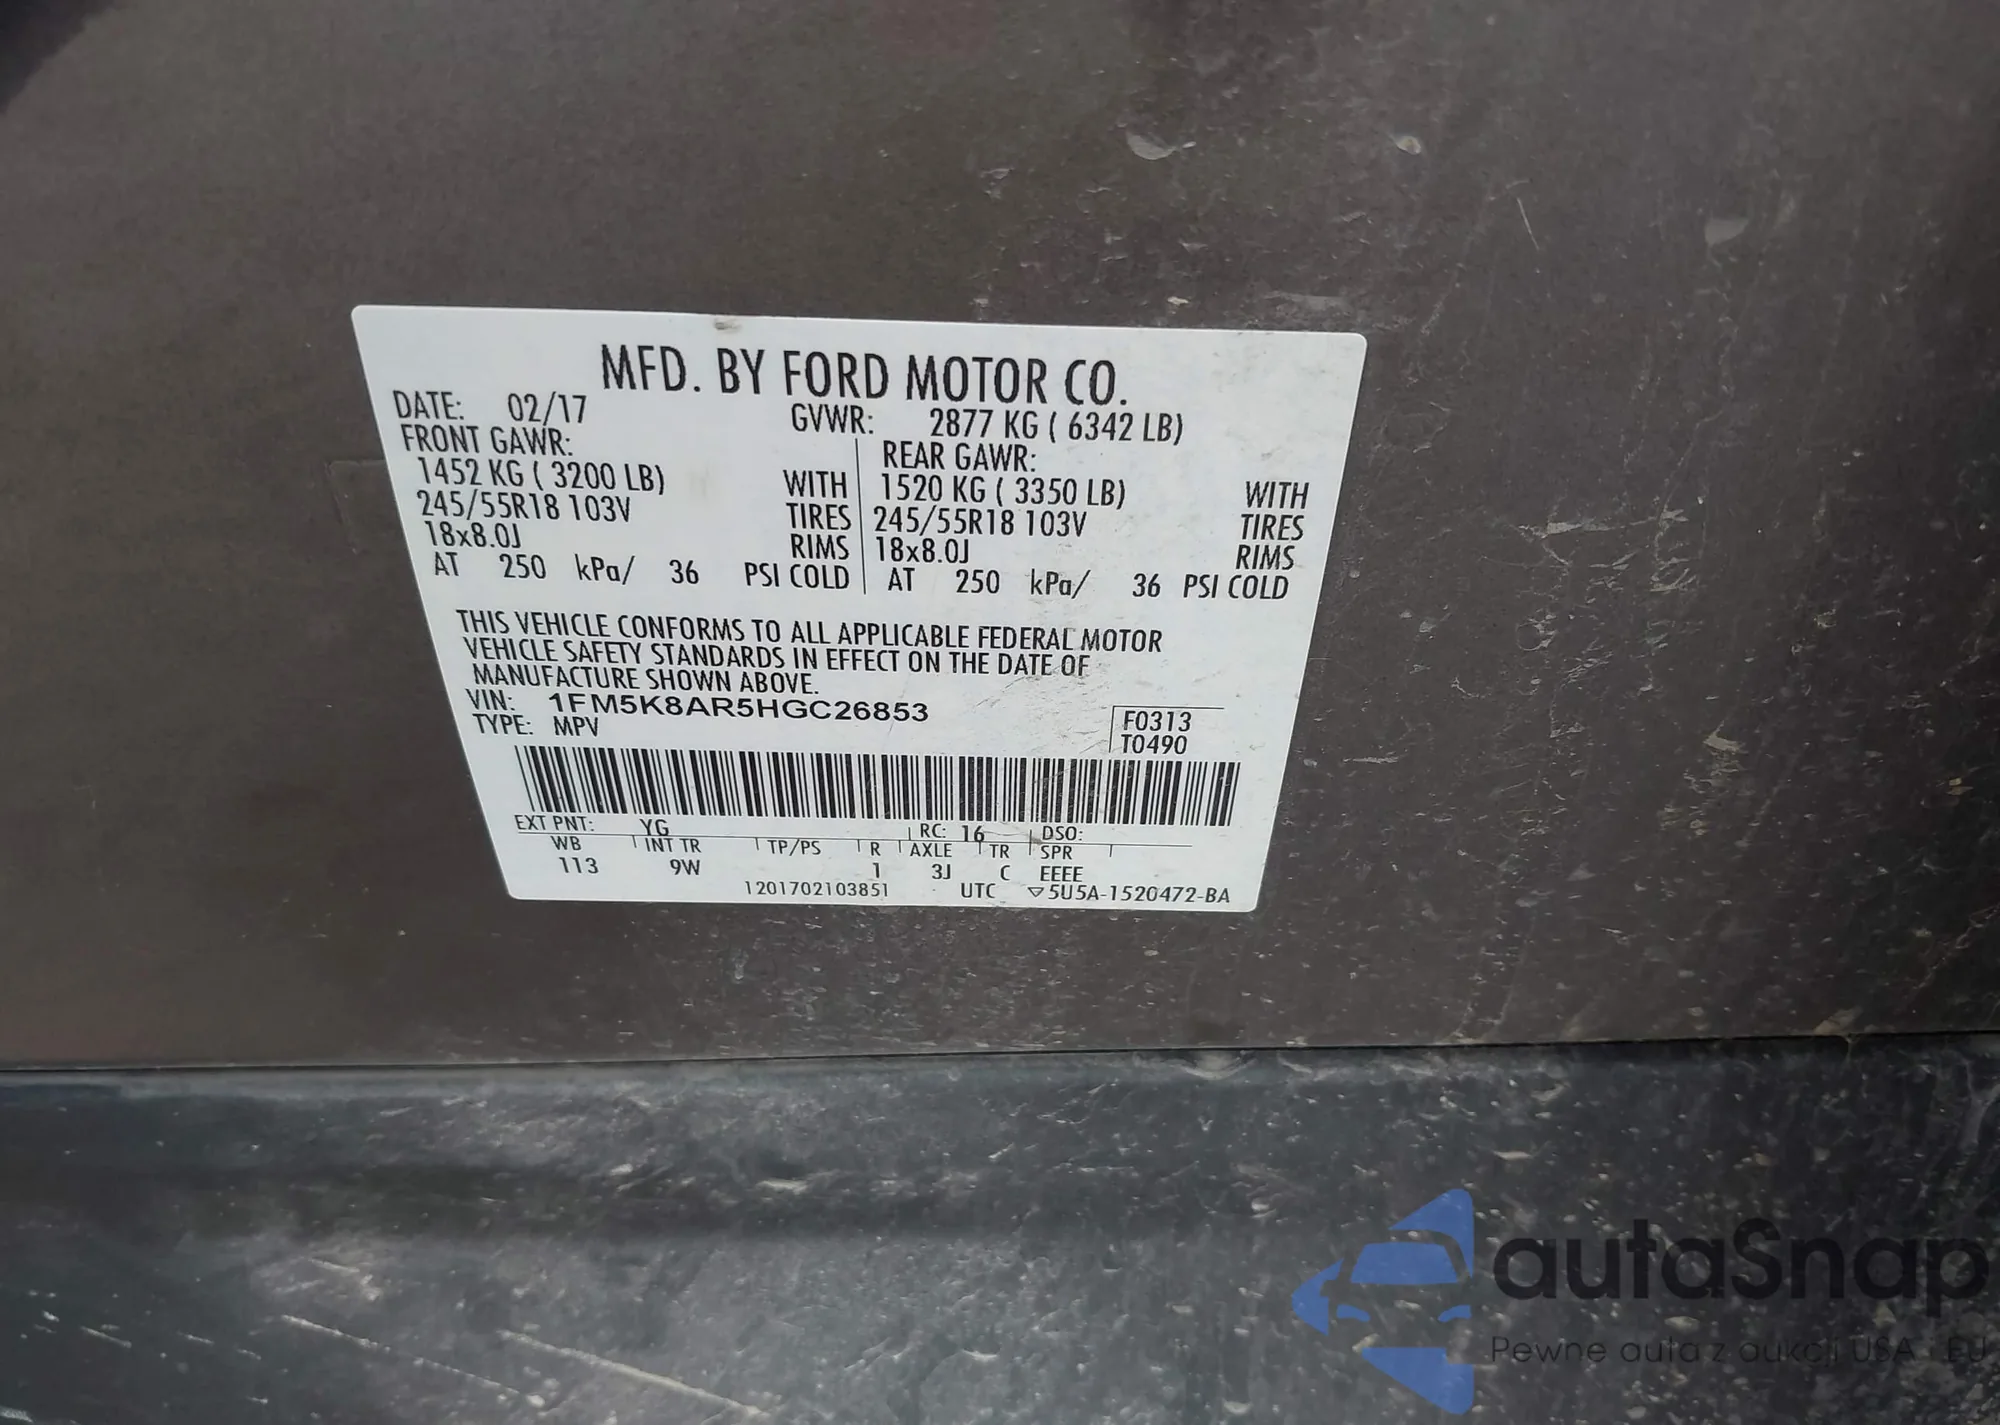 MFD. BY FORD MOTOR CO.
DATE: 02/17 GVWR: 2877 KG ( 6342 LB)
FRONT GAWR: REAR GAWR:
1452 KG ( 3200 LB) WITH 1520 KG ( 3350 LB) WITH
245/55R18 103V TIRES 245/55R18 103V TIRES
18x8.0J RIMS 18x8.0J RIMS
AT 250 kPa/ 36 PSI COLD AT 250 kPa/ 36 PSI COLD
THIS VEHICLE CONFORMS TO ALL APPLICABLE FEDERAL MOTOR
VEHICLE SAFETY STANDARDS IN EFFECT ON THE DATE OF
MANUFACTURE SHOWN ABOVE.
VIN: 1FM5K8AR5HGC26853 F0313
TYPE: MPV T0490
EXT PNT: YG RC: 16 DSO:
WB INT TR TP/PS R AXLE TR SPR
113 9W 1 3J C EEEE
1201702103851 UTC ▽5U5A-1520472-BA
autaSnap
Pewne auta z aukcji USA i EU